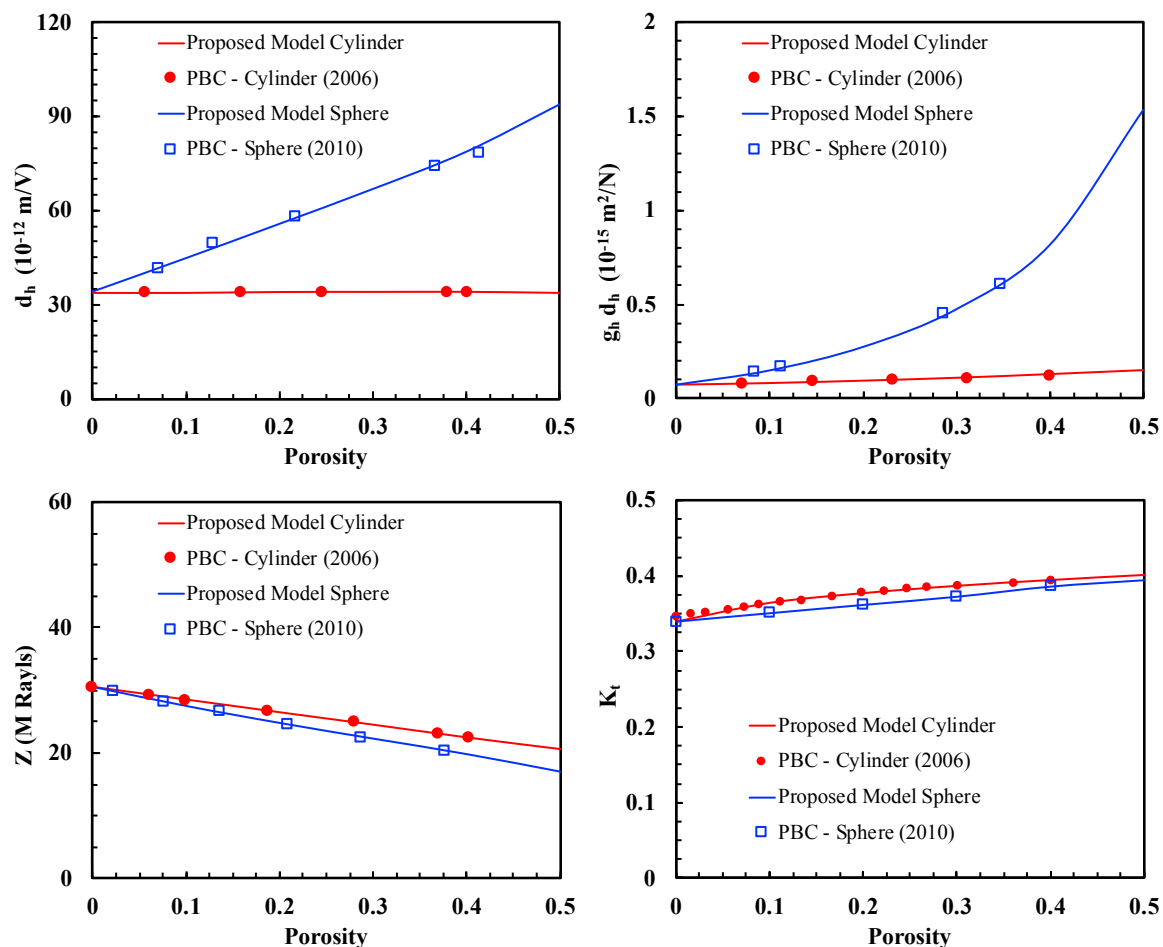 120
90
60
30
0
d_h (10^-12 m/V)
Proposed Model Cylinder
PBC - Cylinder (2006)
Proposed Model Sphere
PBC - Sphere (2010)
0 0.1 0.2 0.3 0.4 0.5
Porosity
2
1.5
1
0.5
0
g_h d_h (10^-15 m^2/N)
Proposed Model Cylinder
PBC - Cylinder (2006)
Proposed Model Sphere
PBC - Sphere (2010)
0 0.1 0.2 0.3 0.4 0.5
Porosity
60
40
20
0
Z (M Rayls)
Proposed Model Cylinder
PBC - Cylinder (2006)
Proposed Model Sphere
PBC - Sphere (2010)
0 0.1 0.2 0.3 0.4 0.5
Porosity
0.5
0.4
0.3
0.2
0.1
0
K_t
Proposed Model Cylinder
PBC - Cylinder (2006)
Proposed Model Sphere
PBC - Sphere (2010)
0 0.1 0.2 0.3 0.4 0.5
Porosity